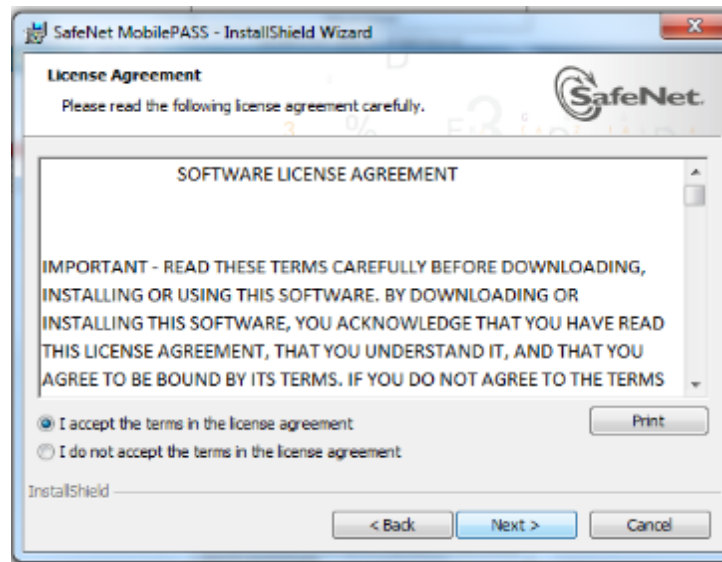 SafeNet MobilePASS - InstallShield Wizard
License Agreement
Please read the following license agreement carefully.
SafeNet.
SOFTWARE LICENSE AGREEMENT
IMPORTANT - READ THESE TERMS CAREFULLY BEFORE DOWNLOADING,
INSTALLING OR USING THIS SOFTWARE. BY DOWNLOADING OR
INSTALLING THIS SOFTWARE, YOU ACKNOWLEDGE THAT YOU HAVE READ
THIS LICENSE AGREEMENT, THAT YOU UNDERSTAND IT, AND THAT YOU
AGREE TO BE BOUND BY ITS TERMS. IF YOU DO NOT AGREE TO THE TERMS
I accept the terms in the license agreement
Print
I do not accept the terms in the license agreement
InstallShield
< Back Next > Cancel